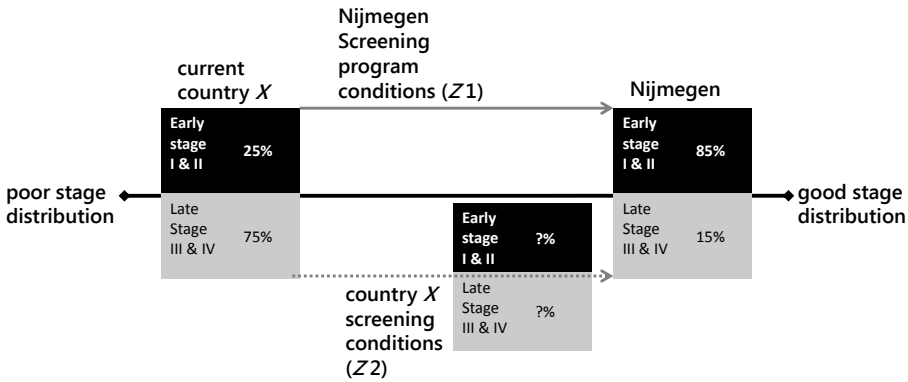 Nijmegen
Screening
program
conditions (Z1)
current
country X
Nijmegen
Early
stage
I & II
25%
Early
stage
I & II
85%
poor stage
distribution
good stage
distribution
Late
Stage
III & IV
75%
Early
stage
I & II
?%
Late
Stage
III & IV
15%
country X
screening
conditions
(Z2)
Late
Stage
III & IV
?%